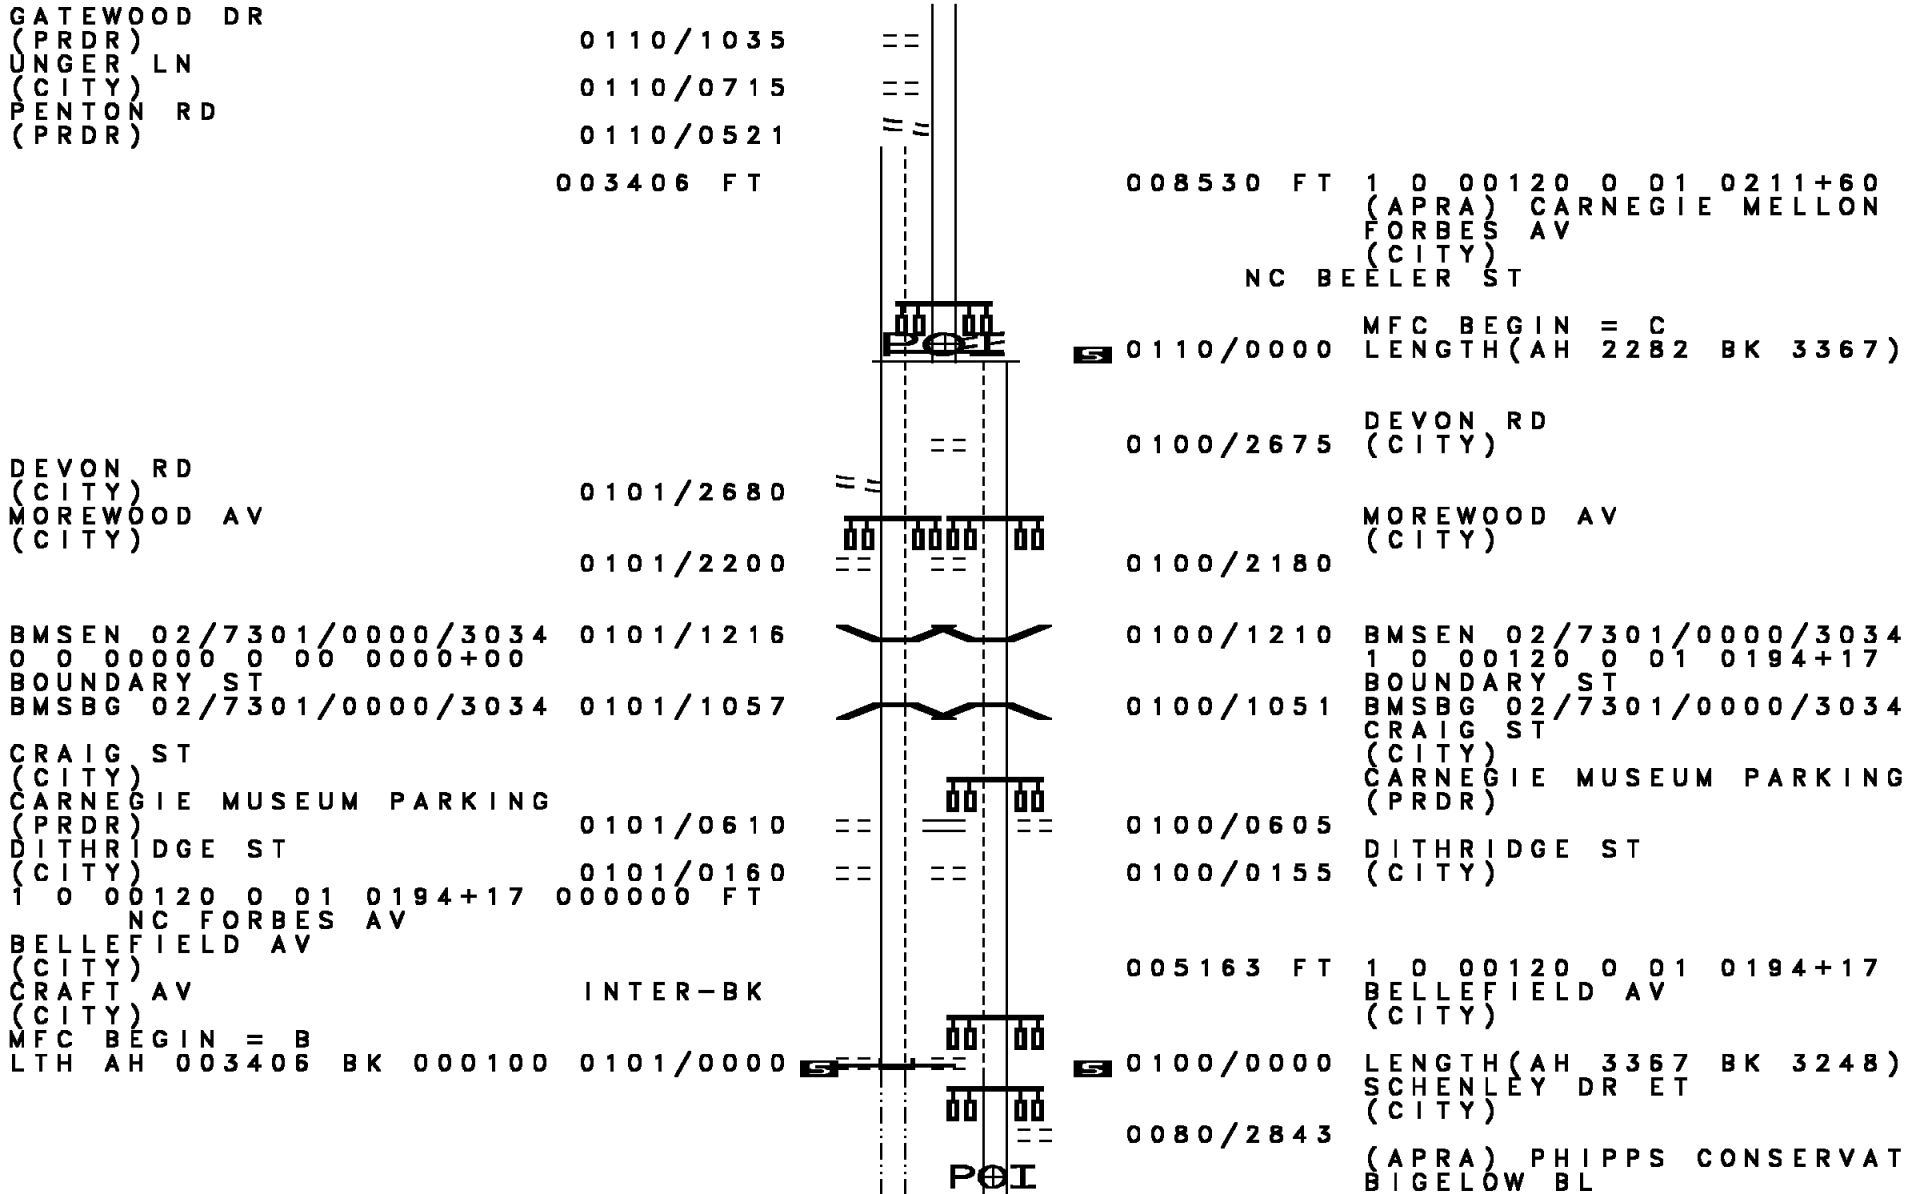 GATEWOOD DR
(PRDR) 0110/1035
UNGER LN
(CITY) 0110/0715
PENTON RD
(PRDR) 0110/0521
003406 FT 008530 FT 1 0 00120 0 01 0211+60
(APRA) CARNEGIE MELLON
FORBES AV
(CITY)
NC BEELER ST
MFC BEGIN = C
POI S 0110/0000 LENGTH(AH 2282 BK 3367)
DEVON RD
0100/2675 (CITY)
DEVON RD
(CITY) 0101/2680
MOREWOOD AV MOREWOOD AV
(CITY) (CITY)
0101/2200 0100/2180
BMSEN 02/7301/0000/3034 0101/1216 0100/1210 BMSEN 02/7301/0000/3034
0 0 00000 0 00 0000+00 1 0 00120 0 01 0194+17
BOUNDARY ST BOUNDARY ST
BMSBG 02/7301/0000/3034 0101/1057 0100/1051 BMSBG 02/7301/0000/3034
CRAIG ST
CRAIG ST (CITY)
(CITY) CARNEGIE MUSEUM PARKING
CARNEGIE MUSEUM PARKING (PRDR)
(PRDR) 0101/0610 0100/0605
DITHRIDGE ST DITHRIDGE ST
(CITY) 0101/0160 0100/0155 (CITY)
1 0 00120 0 01 0194+17 000000 FT
NC FORBES AV
BELLEFIELD AV
(CITY) 005163 FT 1 0 00120 0 01 0194+17
CRAFT AV INTER-BK BELLEFIELD AV
(CITY) (CITY)
MFC BEGIN = B
LTH AH 003406 BK 000100 0101/0000 S S 0100/0000 LENGTH(AH 3367 BK 3248)
SCHENLEY DR ET
(CITY)
0080/2843
POI (APRA) PHIPPS CONSERVAT
BIGELOW BL